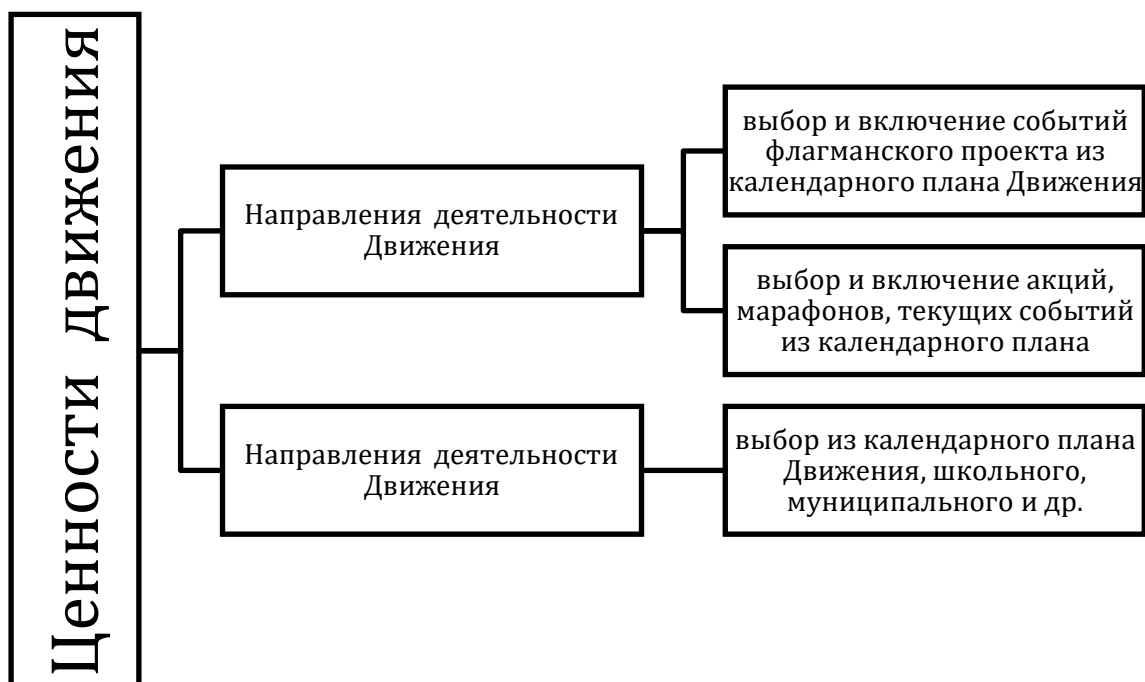 Ценности движения
Направления деятельности
Движения
выбор и включение событий
флагманского проекта из
календарного плана Движения
выбор и включение акций,
марафонов, текущих событий
из календарного плана
Направления деятельности
Движения
выбор из календарного плана
Движения, школьного,
муниципального и др.